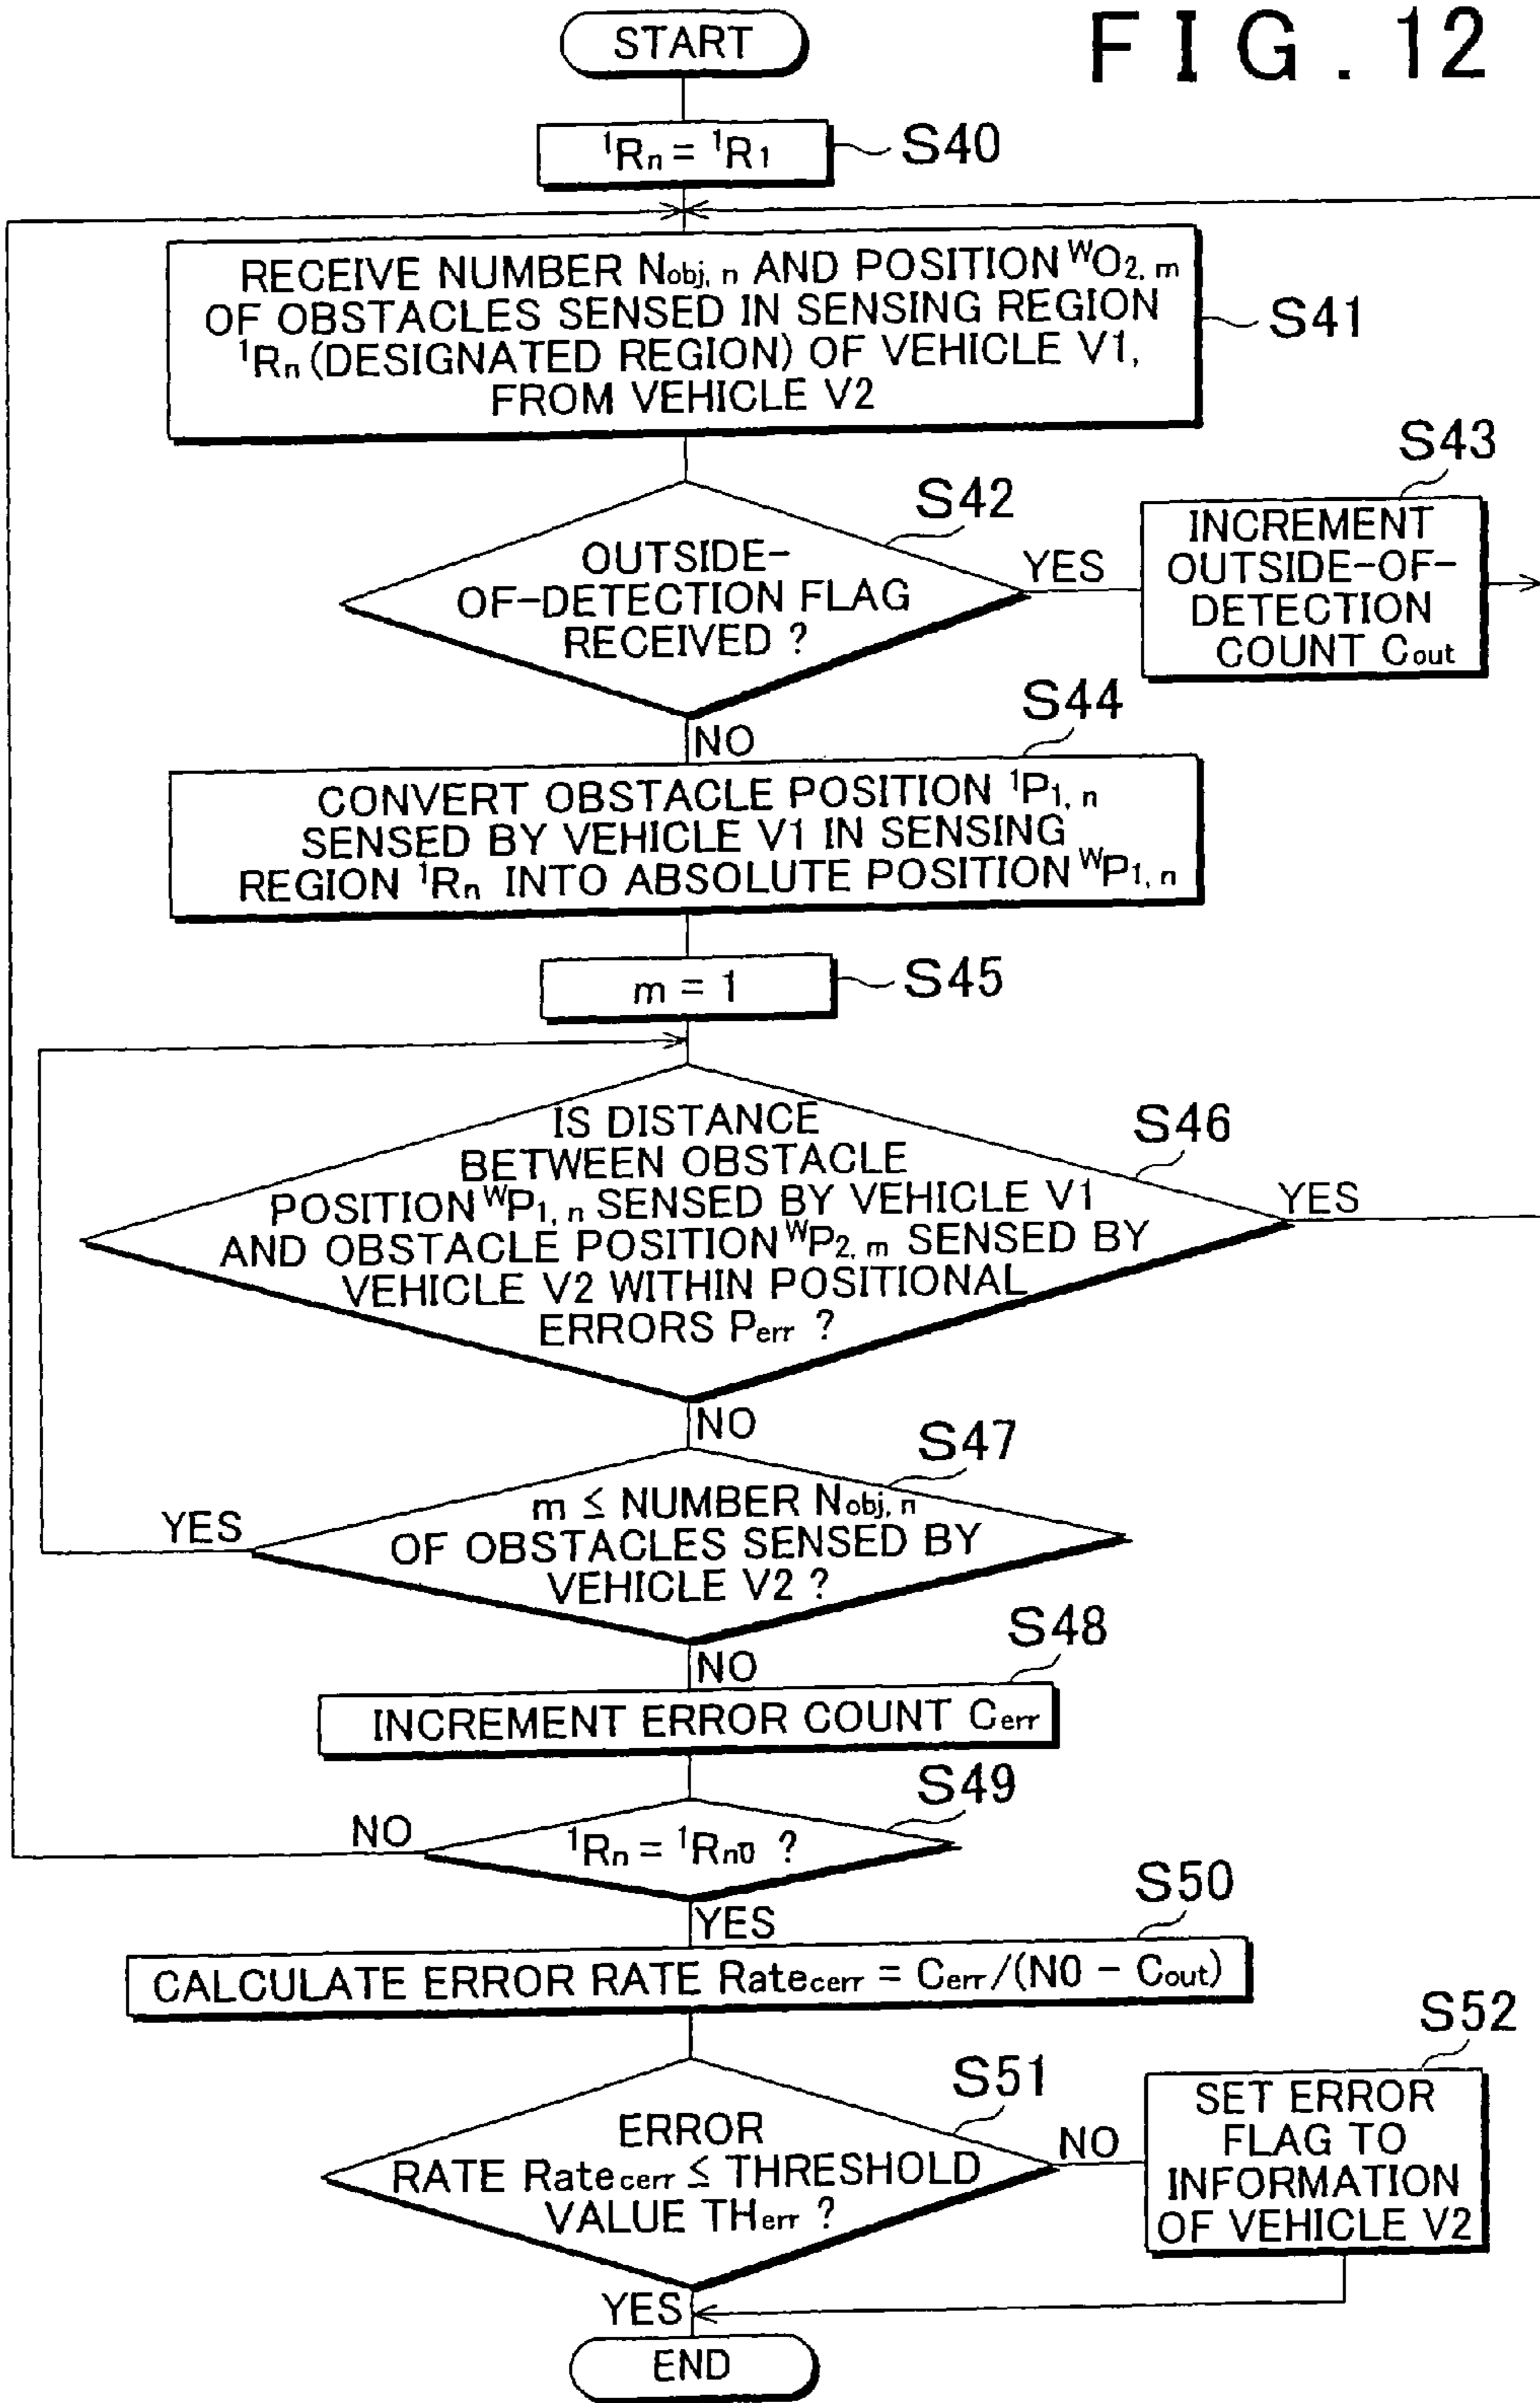 FIG.12
START
¹Rn = ¹R1
S40
RECEIVE NUMBER Nobj, n AND POSITION ᵂO2, m
OF OBSTACLES SENSED IN SENSING REGION
¹Rn (DESIGNATED REGION) OF VEHICLE V1,
FROM VEHICLE V2
S41
S42
OUTSIDE-
OF-DETECTION FLAG
RECEIVED ?
YES
S43
INCREMENT
OUTSIDE-OF-
DETECTION
COUNT Cout
NO
S44
CONVERT OBSTACLE POSITION ¹P1, n
SENSED BY VEHICLE V1 IN SENSING
REGION ¹Rn INTO ABSOLUTE POSITION ᵂP1, n
m = 1
S45
IS DISTANCE
BETWEEN OBSTACLE
POSITION ᵂP1, n SENSED BY VEHICLE V1
AND OBSTACLE POSITION ᵂP2, m SENSED BY
VEHICLE V2 WITHIN POSITIONAL
ERRORS Perr ?
S46
YES
NO
S47
m ≤ NUMBER Nobj, n
OF OBSTACLES SENSED BY
VEHICLE V2 ?
YES
NO
S48
INCREMENT ERROR COUNT Cerr
S49
¹Rn = ¹Rn0 ?
NO
YES
S50
CALCULATE ERROR RATE Ratecerr = Cerr/(N0 - Cout)
S51
ERROR
RATE Ratecerr ≤ THRESHOLD
VALUE THerr ?
NO
S52
SET ERROR
FLAG TO
INFORMATION
OF VEHICLE V2
YES
END